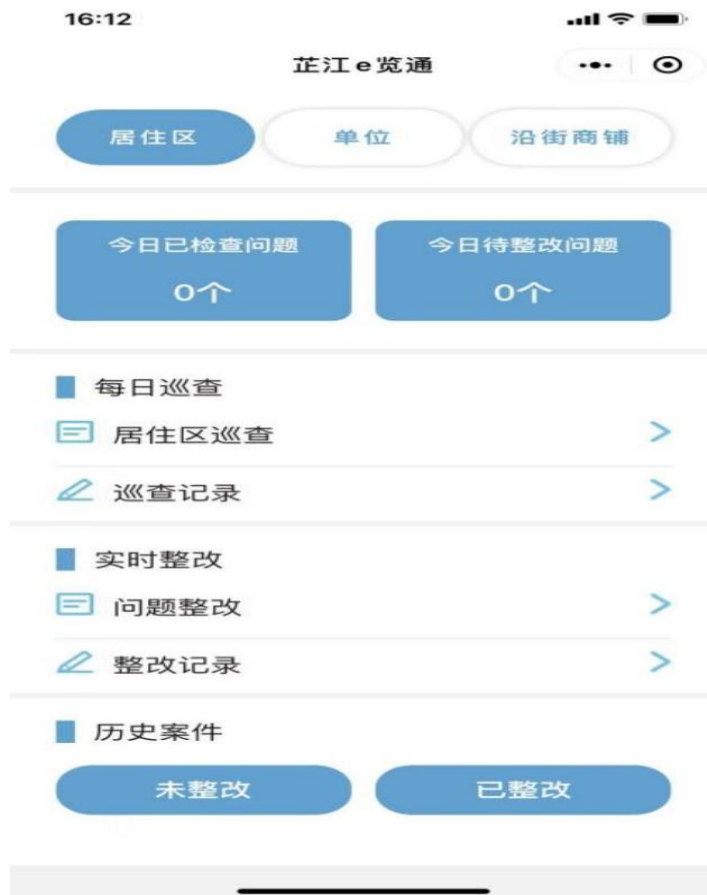 16:12
芷江e览通
居住区 单位 沿街商铺
今日已检查问题 今日待整改问题
0个 0个
每日巡查
居住区巡查
巡查记录
实时整改
问题整改
整改记录
历史案件
未整改 已整改